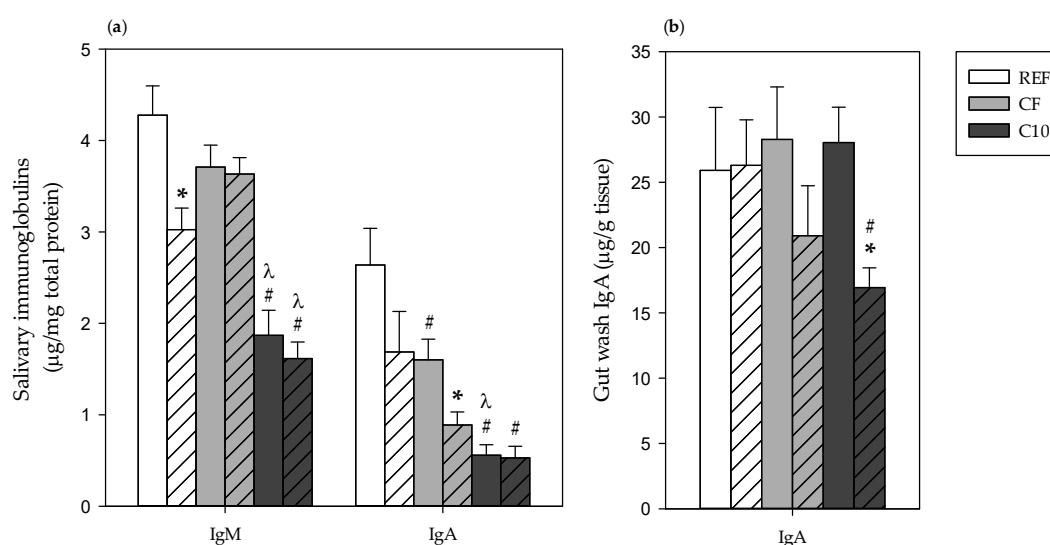 (a)
Salivary immunoglobulins
(µg/mg total protein)
5
4
3
2
1
0
*
λ
#
λ
#
#
*
λ
#
#
IgM
IgA
(b)
Gut wash IgA (µg/g tissue)
35
30
25
20
15
10
5
0
#
*
IgA
REF
CF
C10